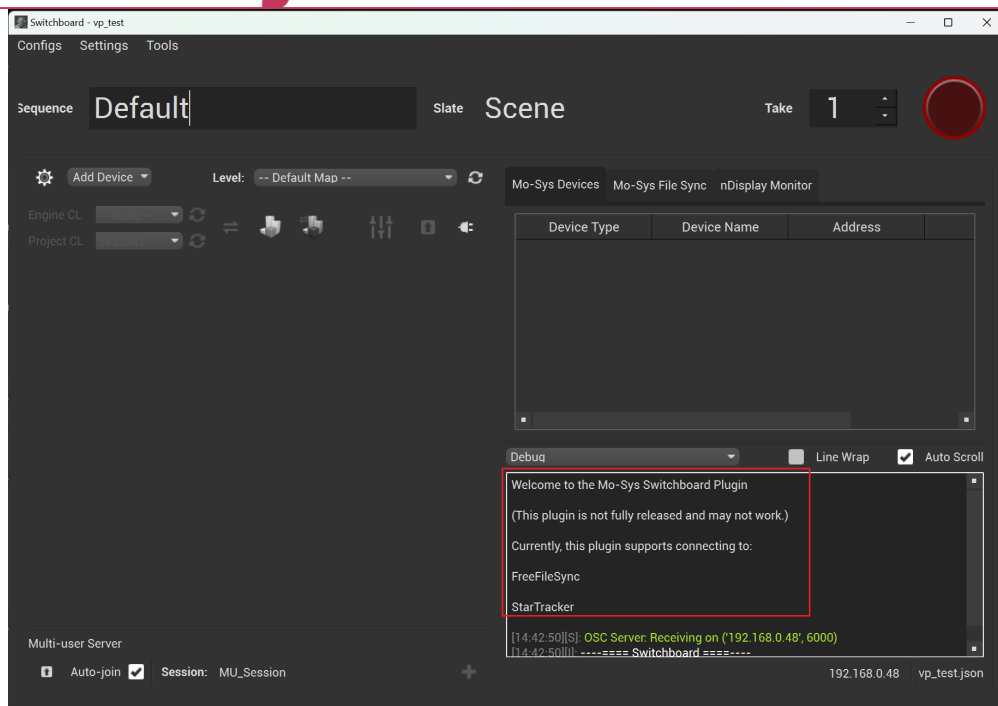 Switchboard - vp_test
Configs Settings Tools
Sequence Default Slate Scene Take 1
Add Device Level: -- Default Map --
Mo-Sys Devices Mo-Sys File Sync nDisplay Monitor
Engine CL
Project CL
Device Type Device Name Address
Debug Line Wrap Auto Scroll
Welcome to the Mo-Sys Switchboard Plugin
(This plugin is not fully released and may not work.)
Currently, this plugin supports connecting to:
FreeFileSync
StarTracker
[14:42:50][S]: OSC Server: Receiving on ('192.168.0.48', 6000)
[14:42:50][I]: ----==== Switchboard ====----
Multi-user Server
Auto-join Session: MU_Session
192.168.0.48 vp_test.json